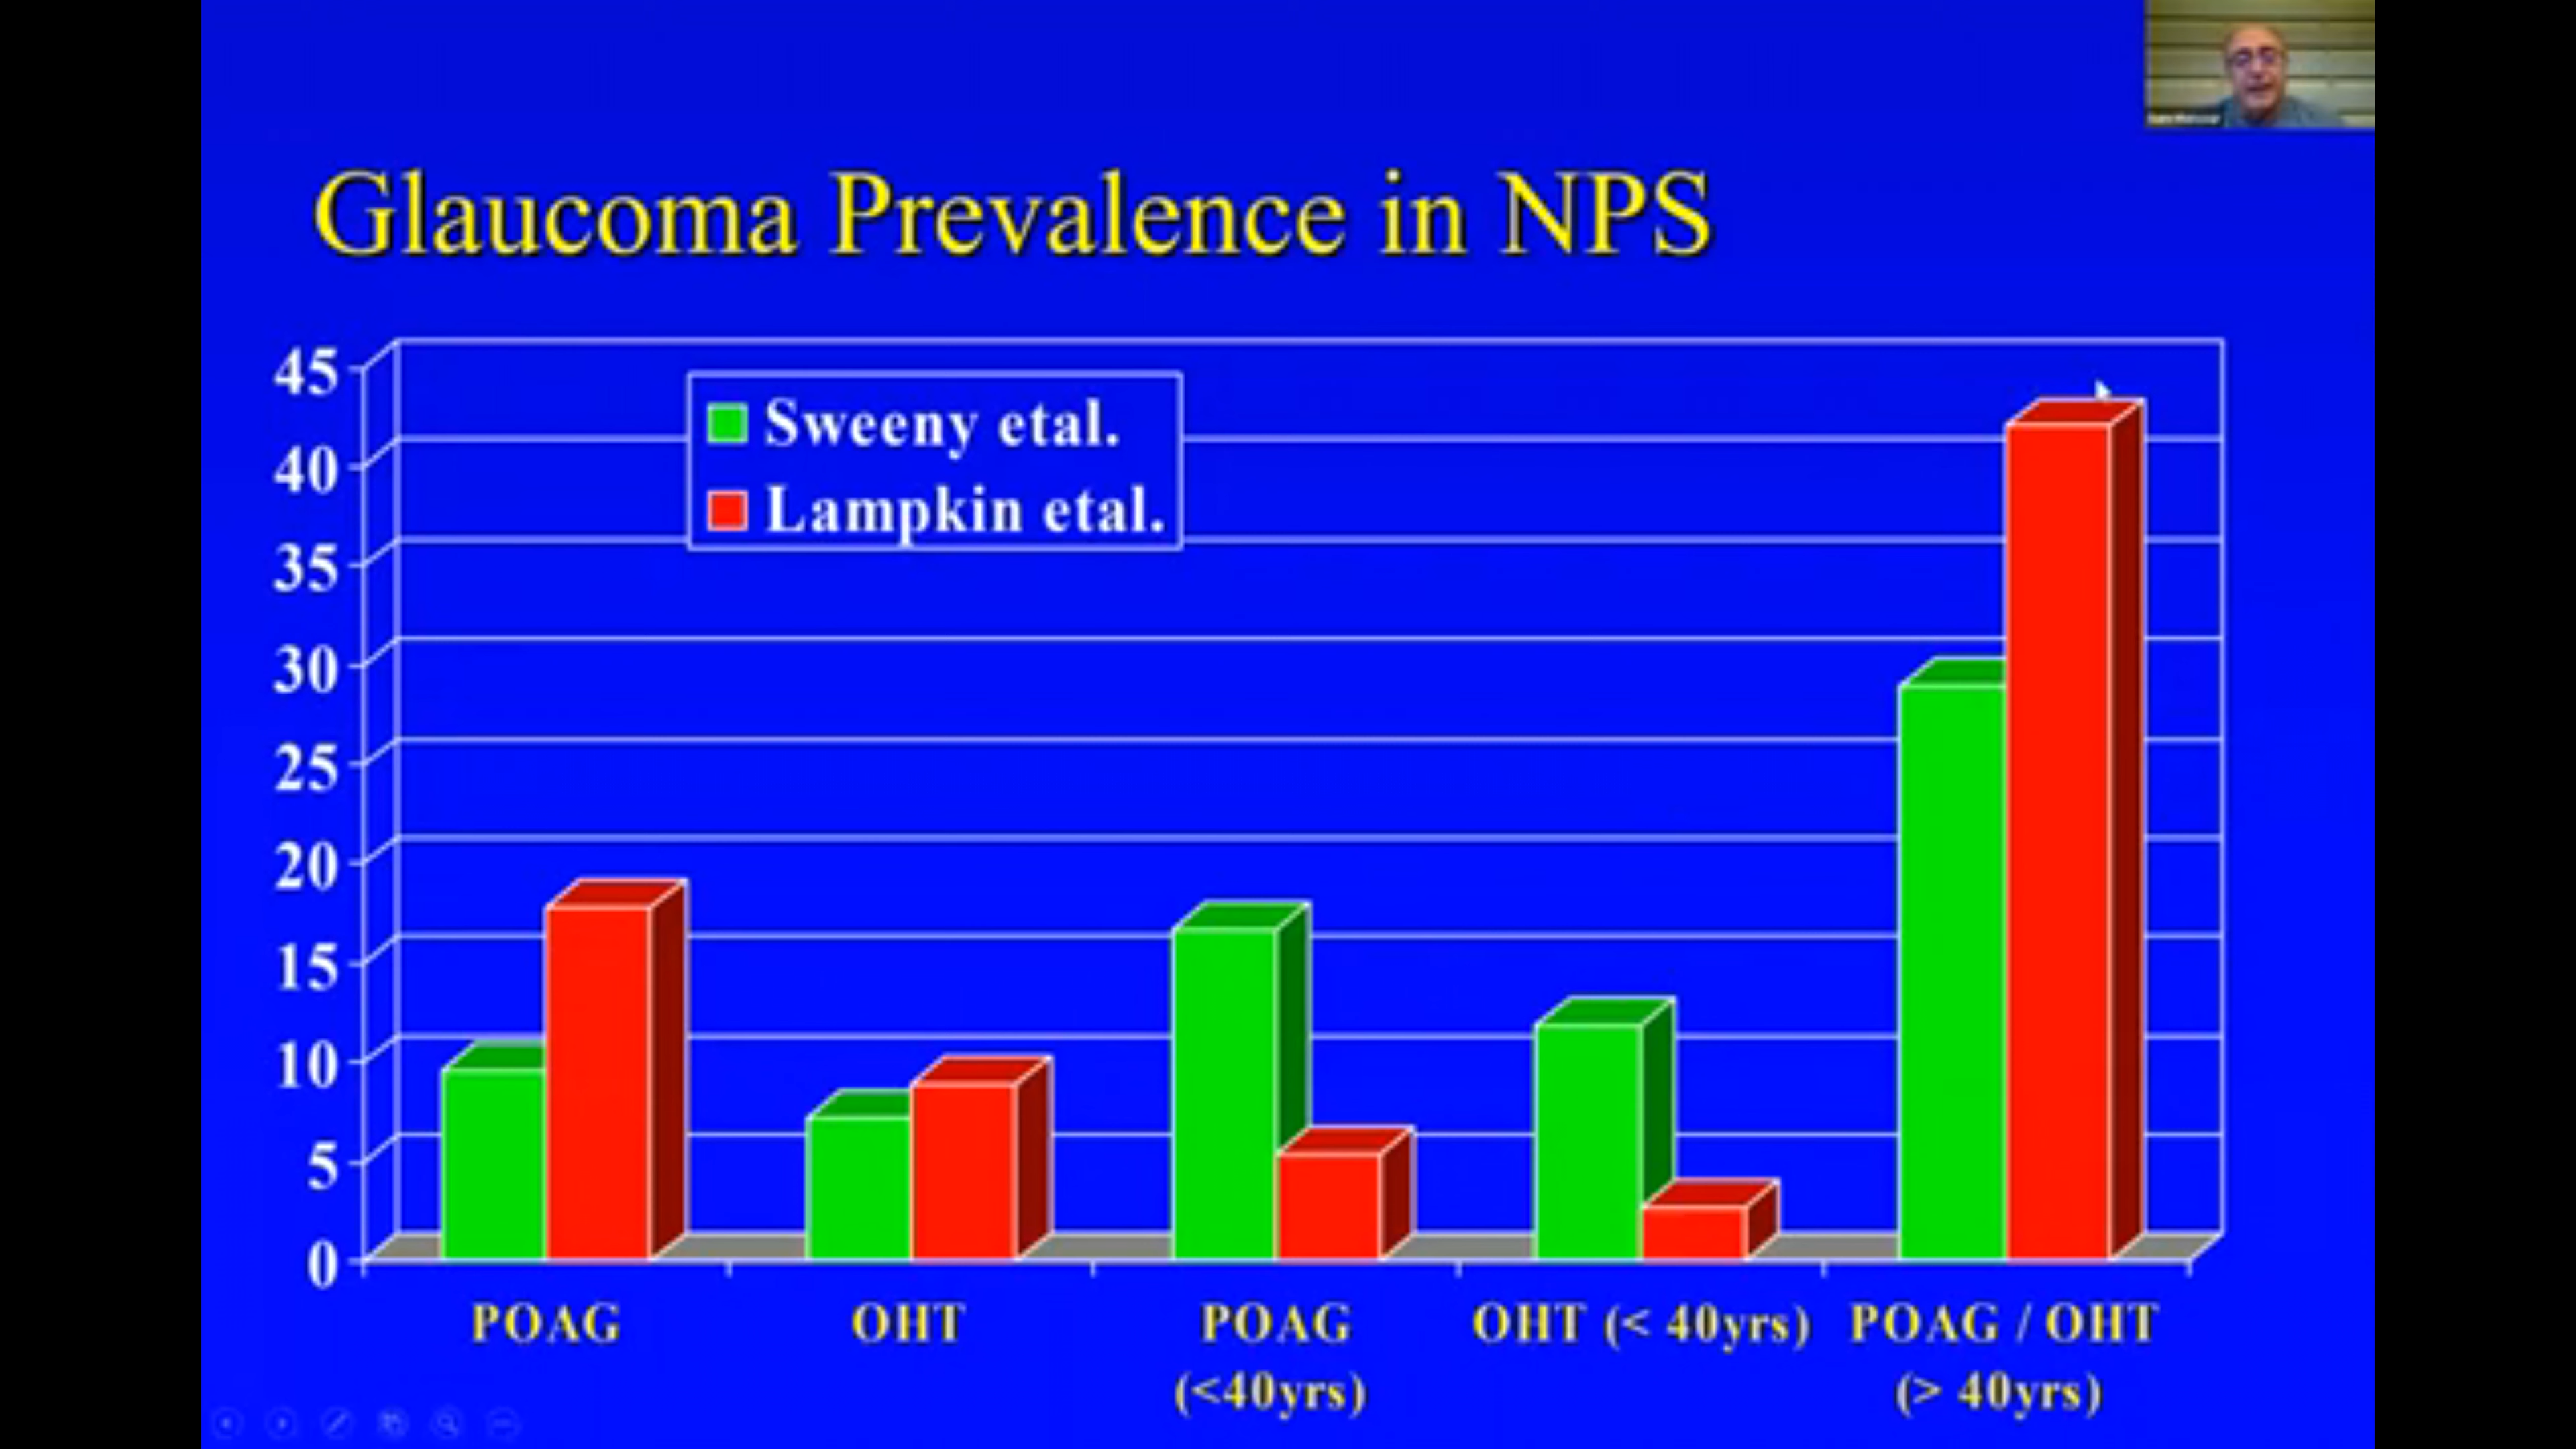 Glaucoma Prevalence in NPS
Sweeny etal.
Lampkin etal.
45
40
35
30
25
20
15
10
5
0
POAG
OHT
POAG
(<40yrs)
OHT (< 40yrs)
POAG / OHT
(> 40yrs)